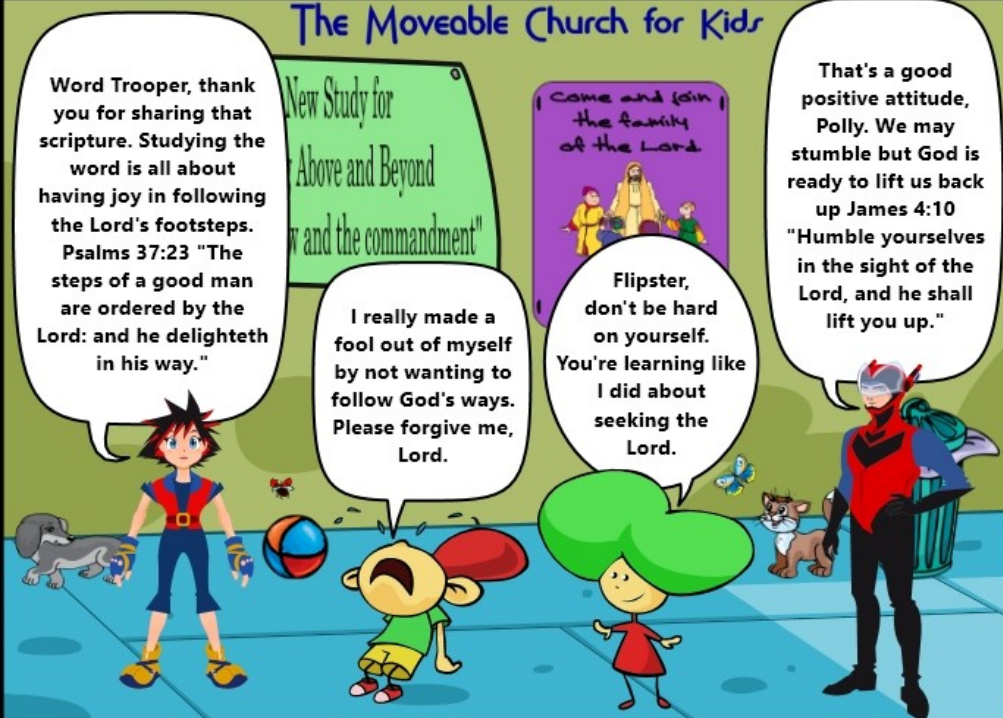 The Moveable Church for Kids
Word Trooper, thank
you for sharing that
scripture. Studying the
word is all about
having joy in following
the Lord's footsteps.
Psalms 37:23 "The
steps of a good man
are ordered by the
Lord: and he delighteth
in his way."
New Study for
Above and Beyond
and the commandment"
come and join
the family
of the Lord
I really made a
fool out of myself
by not wanting to
follow God's ways.
Please forgive me,
Lord.
Flipster,
don't be hard
on yourself.
You're learning like
I did about
seeking the
Lord.
That's a good
positive attitude,
Polly. We may
stumble but God is
ready to lift us back
up James 4:10
"Humble yourselves
in the sight of the
Lord, and he shall
lift you up."